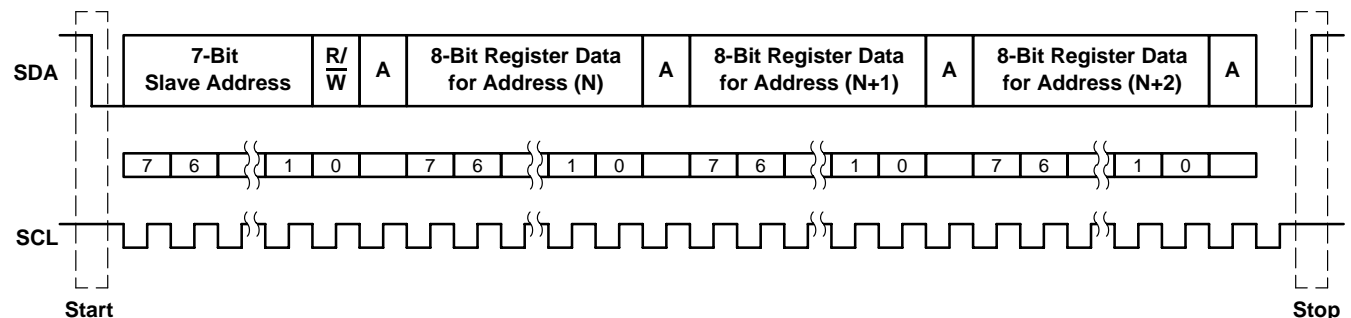 SDA
7-Bit
Slave Address
R/
W
A
8-Bit Register Data
for Address (N)
A
8-Bit Register Data
for Address (N+1)
A
8-Bit Register Data
for Address (N+2)
A
7 6 1 0 7 6 1 0 7 6 1 0 7 6 1 0
SCL
Start
Stop